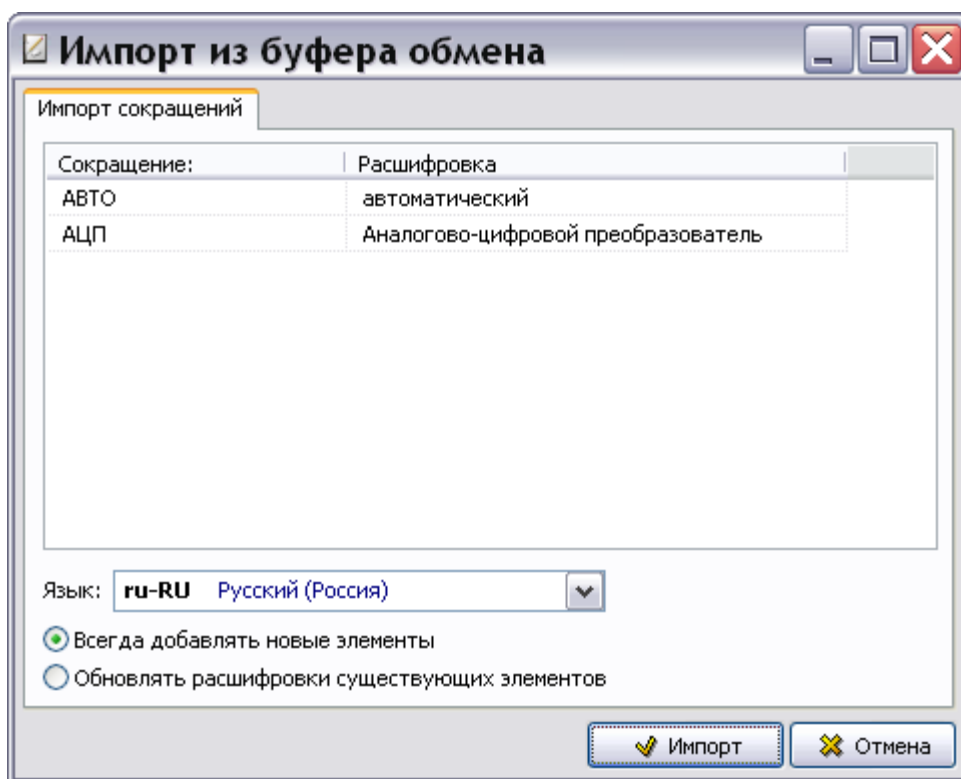 Импорт из буфера обмена
Импорт сокращений
Сокращение: Расшифровка
АВТО автоматический
АЦП Аналогово-цифровой преобразователь
Язык: ru-RU Русский (Россия)
Всегда добавлять новые элементы
Обновлять расшифровки существующих элементов
Импорт Отмена